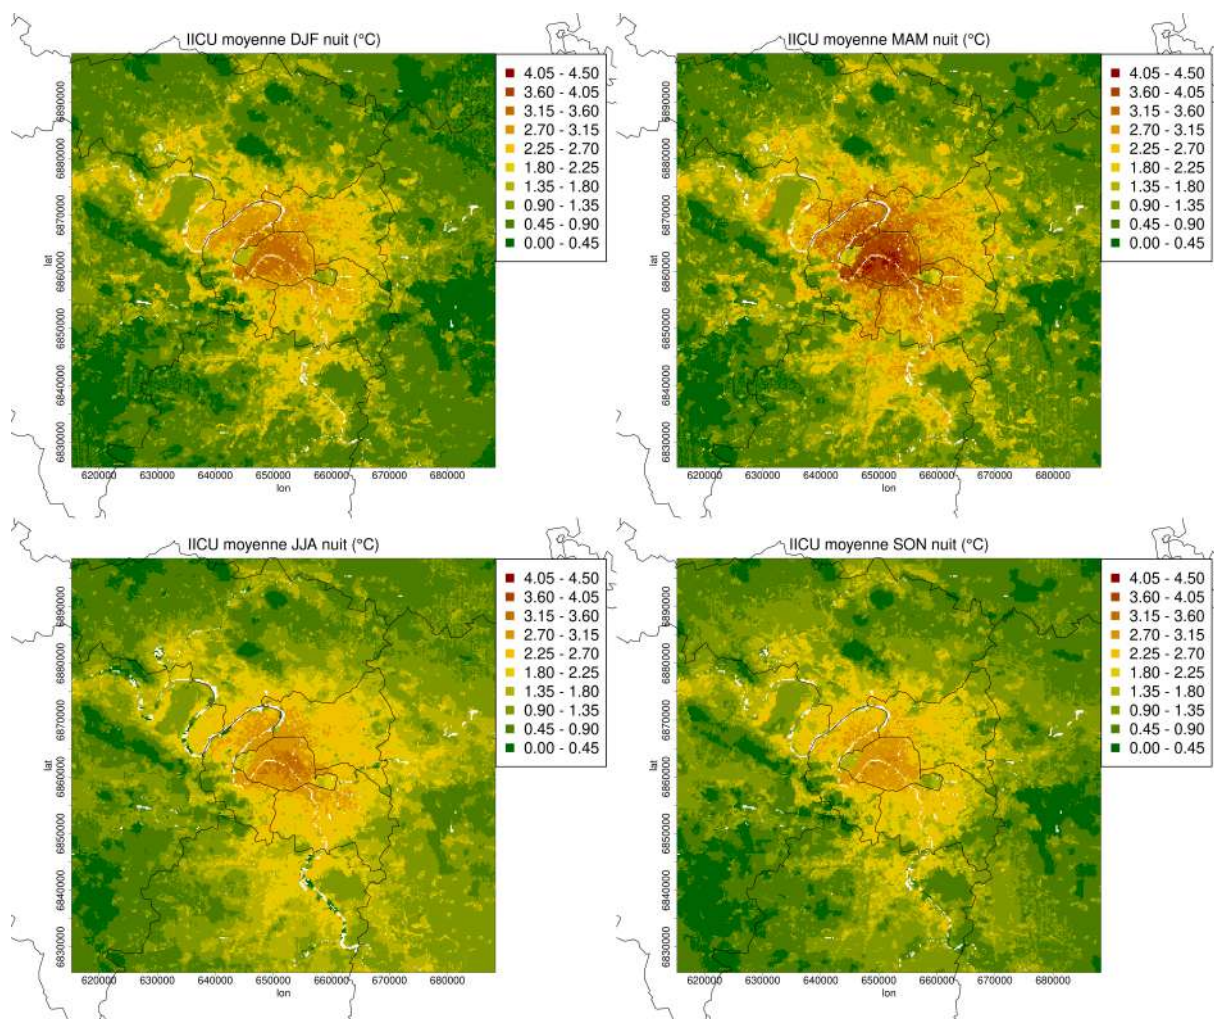 IICU moyenne DJF nuit (°C)
4.05 - 4.50
3.60 - 4.05
3.15 - 3.60
2.70 - 3.15
2.25 - 2.70
1.80 - 2.25
1.35 - 1.80
0.90 - 1.35
0.45 - 0.90
0.00 - 0.45
lat
6890000
6880000
6870000
6860000
6850000
6840000
6830000
620000 630000 640000 650000 660000 670000 680000
lon
IICU moyenne MAM nuit (°C)
4.05 - 4.50
3.60 - 4.05
3.15 - 3.60
2.70 - 3.15
2.25 - 2.70
1.80 - 2.25
1.35 - 1.80
0.90 - 1.35
0.45 - 0.90
0.00 - 0.45
lat
6890000
6880000
6870000
6860000
6850000
6840000
6830000
620000 630000 640000 650000 660000 670000 680000
lon
IICU moyenne JJA nuit (°C)
4.05 - 4.50
3.60 - 4.05
3.15 - 3.60
2.70 - 3.15
2.25 - 2.70
1.80 - 2.25
1.35 - 1.80
0.90 - 1.35
0.45 - 0.90
0.00 - 0.45
lat
6890000
6880000
6870000
6860000
6850000
6840000
6830000
620000 630000 640000 650000 660000 670000 680000
lon
IICU moyenne SON nuit (°C)
4.05 - 4.50
3.60 - 4.05
3.15 - 3.60
2.70 - 3.15
2.25 - 2.70
1.80 - 2.25
1.35 - 1.80
0.90 - 1.35
0.45 - 0.90
0.00 - 0.45
lat
6890000
6880000
6870000
6860000
6850000
6840000
6830000
620000 630000 640000 650000 660000 670000 680000
lon